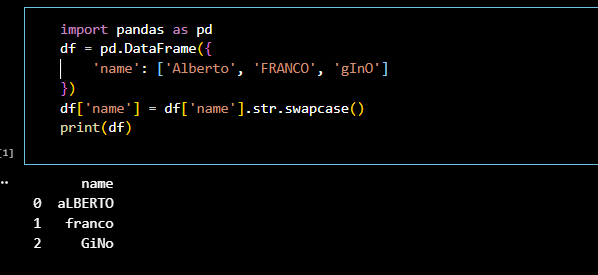 import pandas as pd
df = pd.DataFrame({
    'name': ['Alberto', 'FRANCO', 'gInO']
})
df['name'] = df['name'].str.swapcase()
print(df)
[1]
..
      name
0  aLBERTO
1   franco
2     GiNo